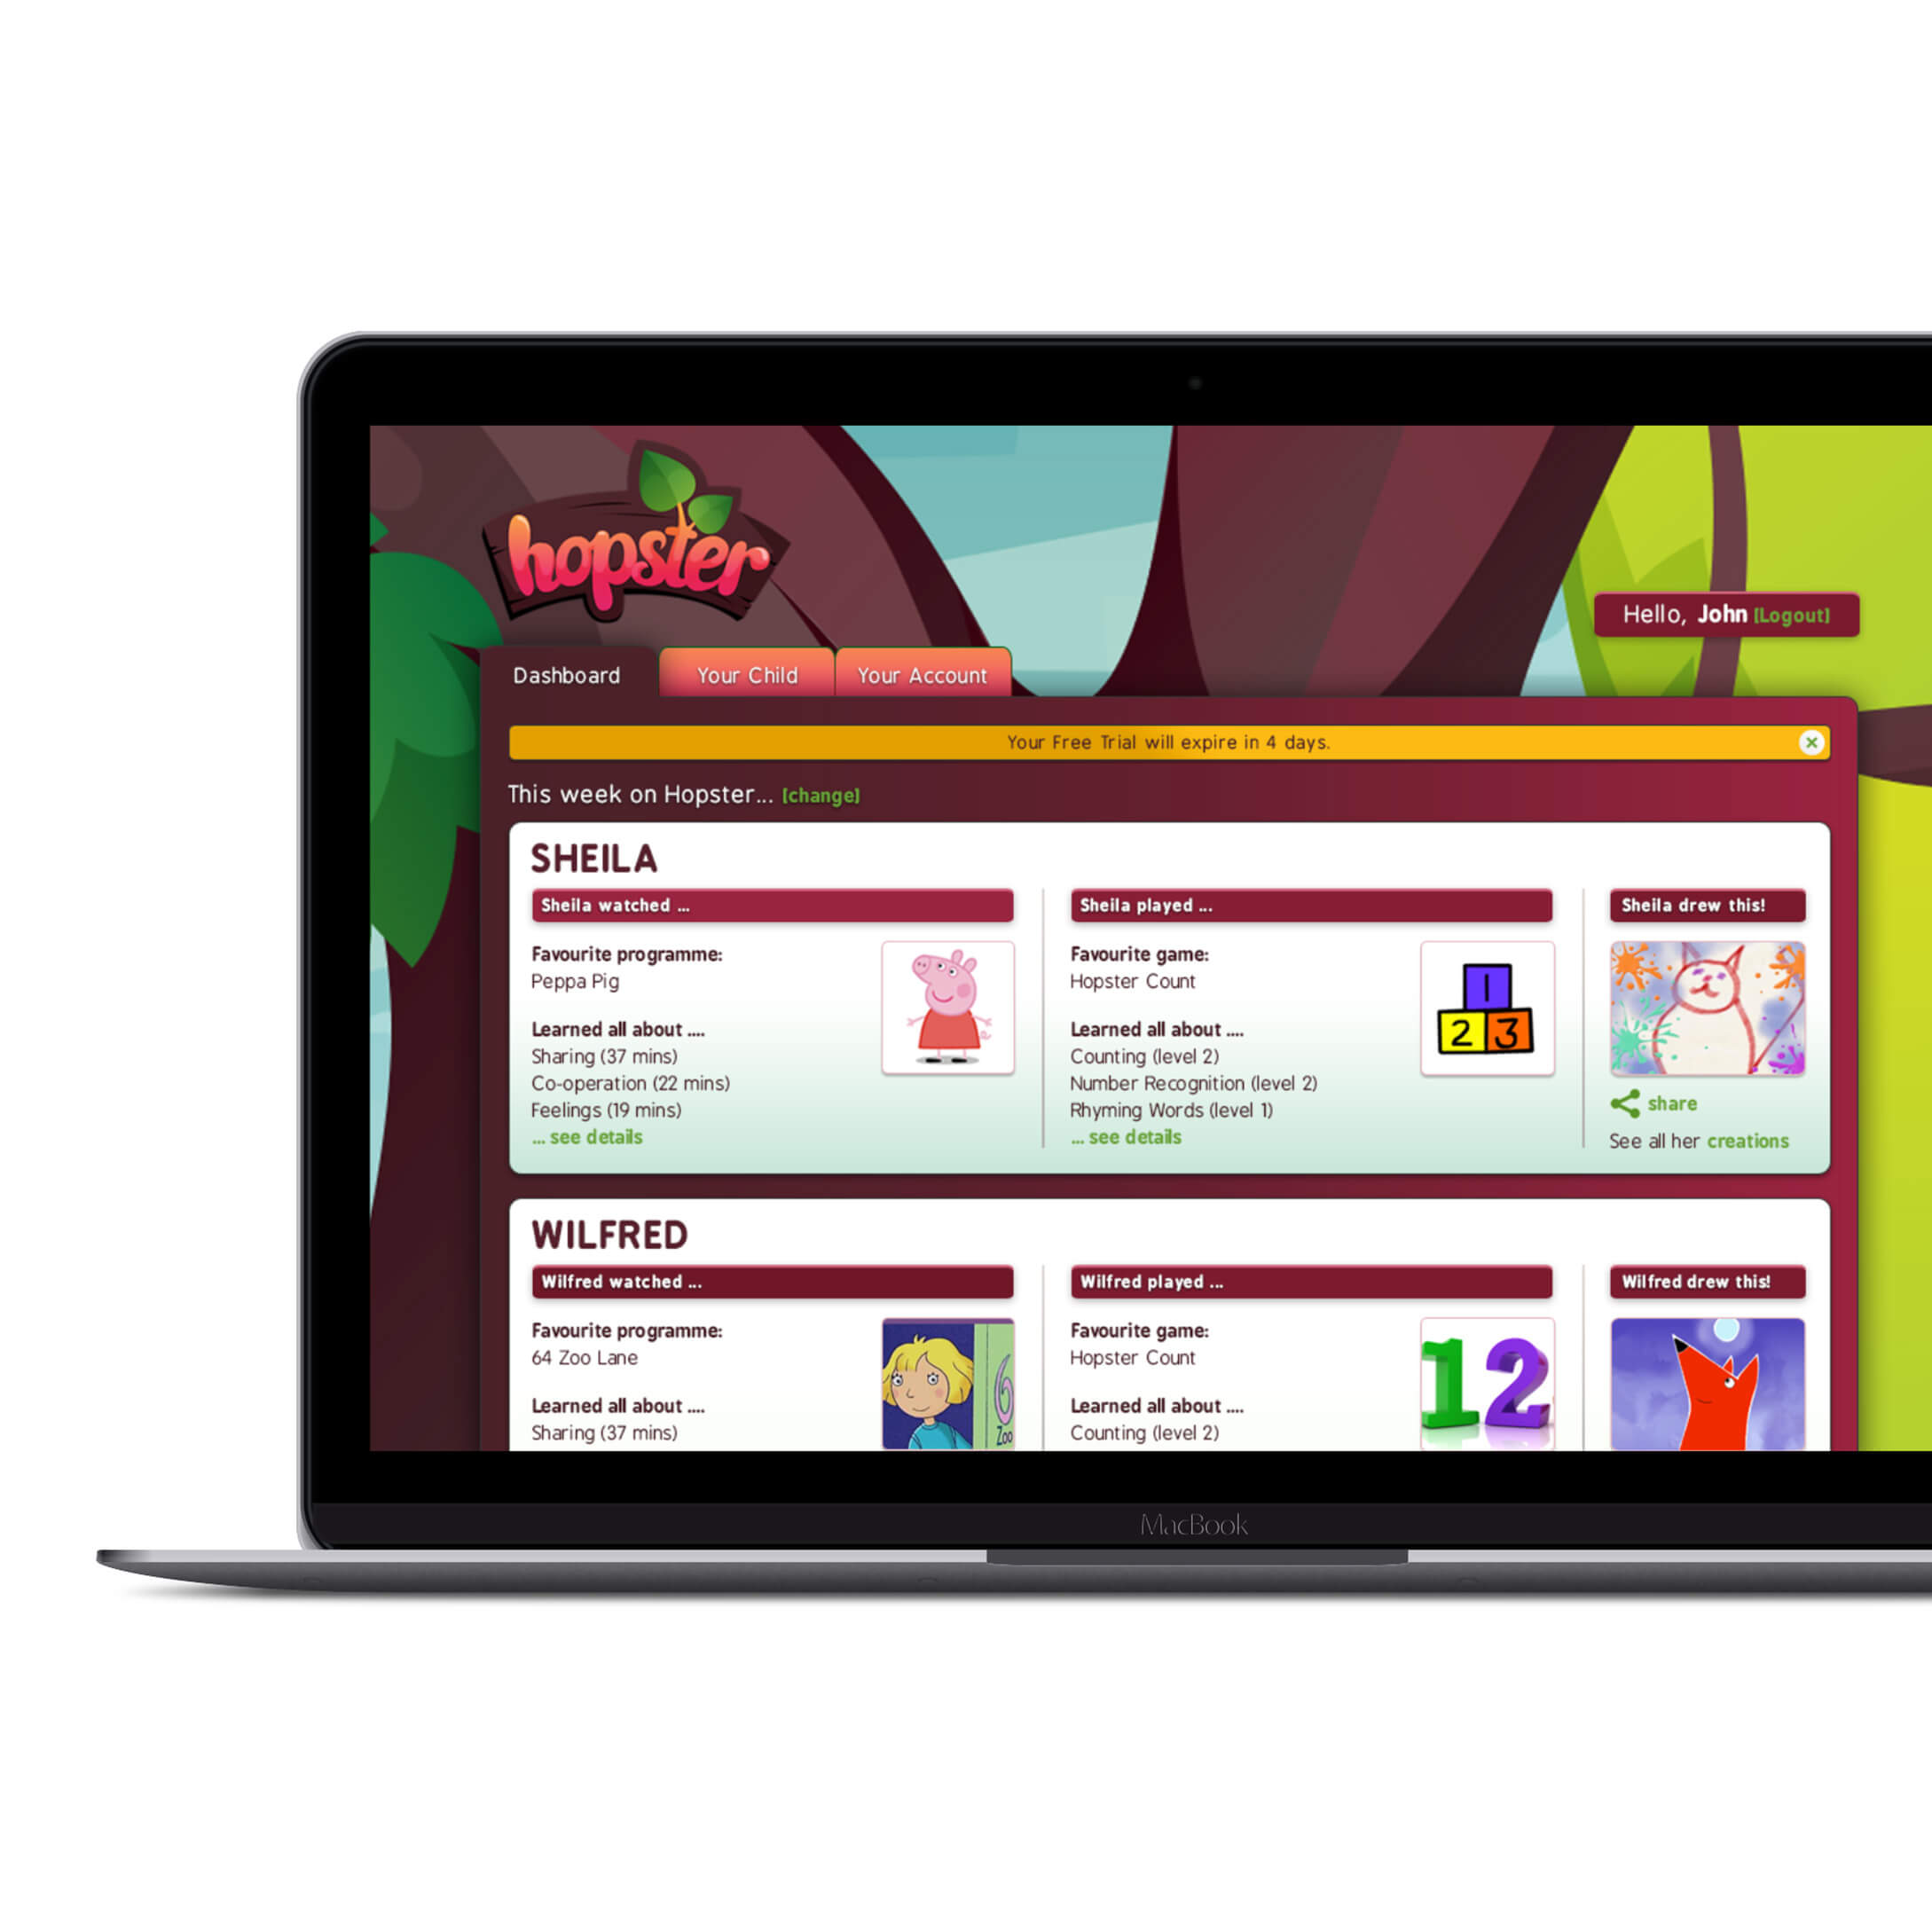 hopster
Hello, John [Logout]
Dashboard
Your Child
Your Account
Your Free Trial will expire in 4 days.
This week on Hopster... [change]
SHEILA
Sheila watched ...
Favourite programme:
Peppa Pig
Learned all about ....
Sharing (37 mins)
Co-operation (22 mins)
Feelings (19 mins)
... see details
Sheila played ...
Favourite game:
Hopster Count
1
2 3
Learned all about ....
Counting (level 2)
Number Recognition (level 2)
Rhyming Words (level 1)
... see details
Sheila drew this!
share
See all her creations
WILFRED
Wilfred watched ...
Favourite programme:
64 Zoo Lane
6
Zoo
Learned all about ....
Sharing (37 mins)
Wilfred played ...
Favourite game:
Hopster Count
12
Learned all about ....
Counting (level 2)
Wilfred drew this!
MacBook